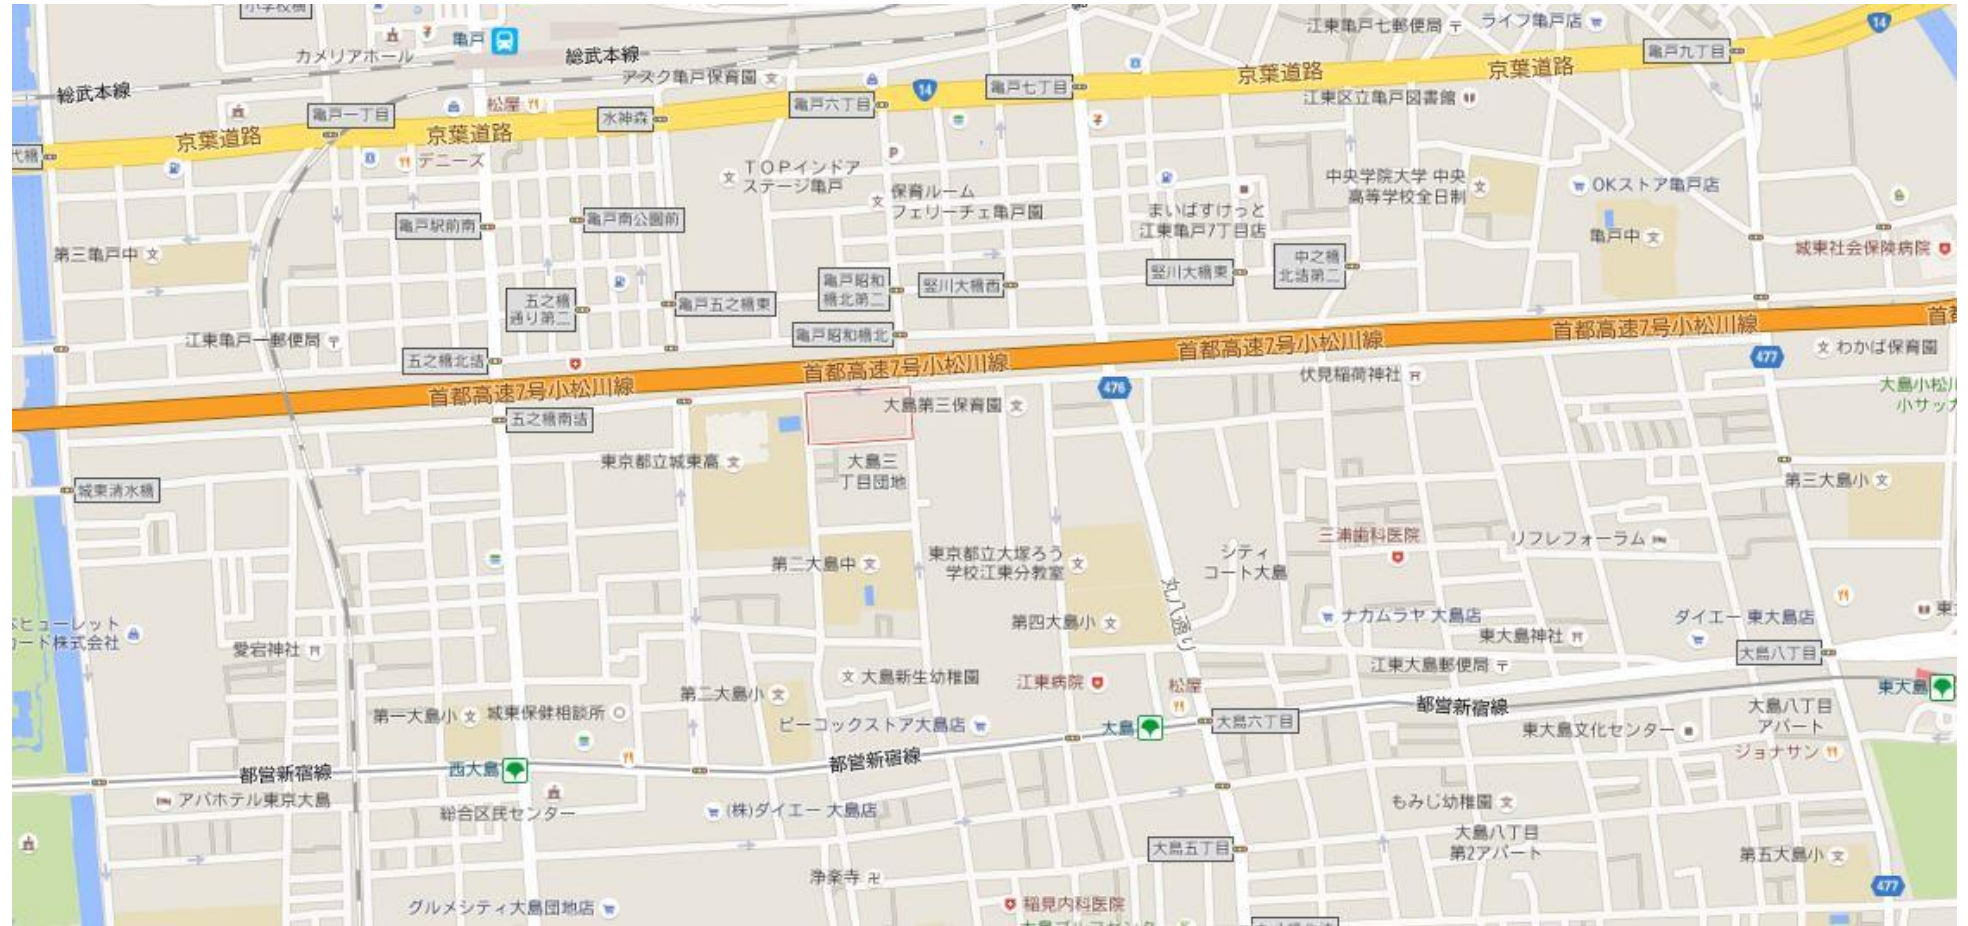 小学校橋
亀戸
カメリアホール
総武本線
総武本線
アスク亀戸保育園
江東亀戸七郵便局
ライフ亀戸店
14
亀戸九丁目
京葉道路
京葉道路
亀戸七丁目
14
亀戸六丁目
江東区立亀戸図書館
松屋
亀戸一丁目
水神森
京葉道路
京葉道路
代橋
デニーズ
P
TOPインドア
ステージ亀戸
保育ルーム
フェリーチェ亀戸園
中央学院大学 中央
高等学校全日制
OKストア亀戸店
まいばすけっと
江東亀戸7丁目店
亀戸駅前南
亀戸南公園前
亀戸中
城東社会保険病院
第三亀戸中
中之橋
北詰第二
竪川大橋東
亀戸昭和
橋北第二
竪川大橋西
五之橋
通り第二
亀戸五之橋東
亀戸昭和橋北
江東亀戸一郵便局
五之橋北詰
首都高速7号小松川線
首都高速7号小松川線
首都高速7号小松川線
首都高速7号小松川線
首都
477
わかば保育園
476
伏見稲荷神社
大島小松川
小サッカ
大島第三保育園
五之橋南詰
東京都立城東高
大島三
丁目団地
城東清水橋
第三大島小
三浦歯科医院
リフレフォーラム
第二大島中
東京都立大塚ろう
学校江東分教室
シティ
コート大島
丸八通り
ナカムラヤ 大島店
ダイエー 東大島店
東大島神社
第四大島小
ヒューレット
カード株式会社
愛宕神社
大島八丁目
江東大島郵便局
大島新生幼稚園
江東病院
松屋
第二大島小
東大島
都営新宿線
第一大島小
城東保健相談所
ピーコックストア大島店
大島
大島六丁目
大島八丁目
アパート
東大島文化センター
ジョナサン
都営新宿線
西大島
都営新宿線
アパホテル東京大島
総合区民センター
(株)ダイエー 大島店
もみじ幼稚園
大島八丁目
第2アパート
大島五丁目
第五大島小
浄楽寺
477
グルメシティ大島団地店
稲見内科医院